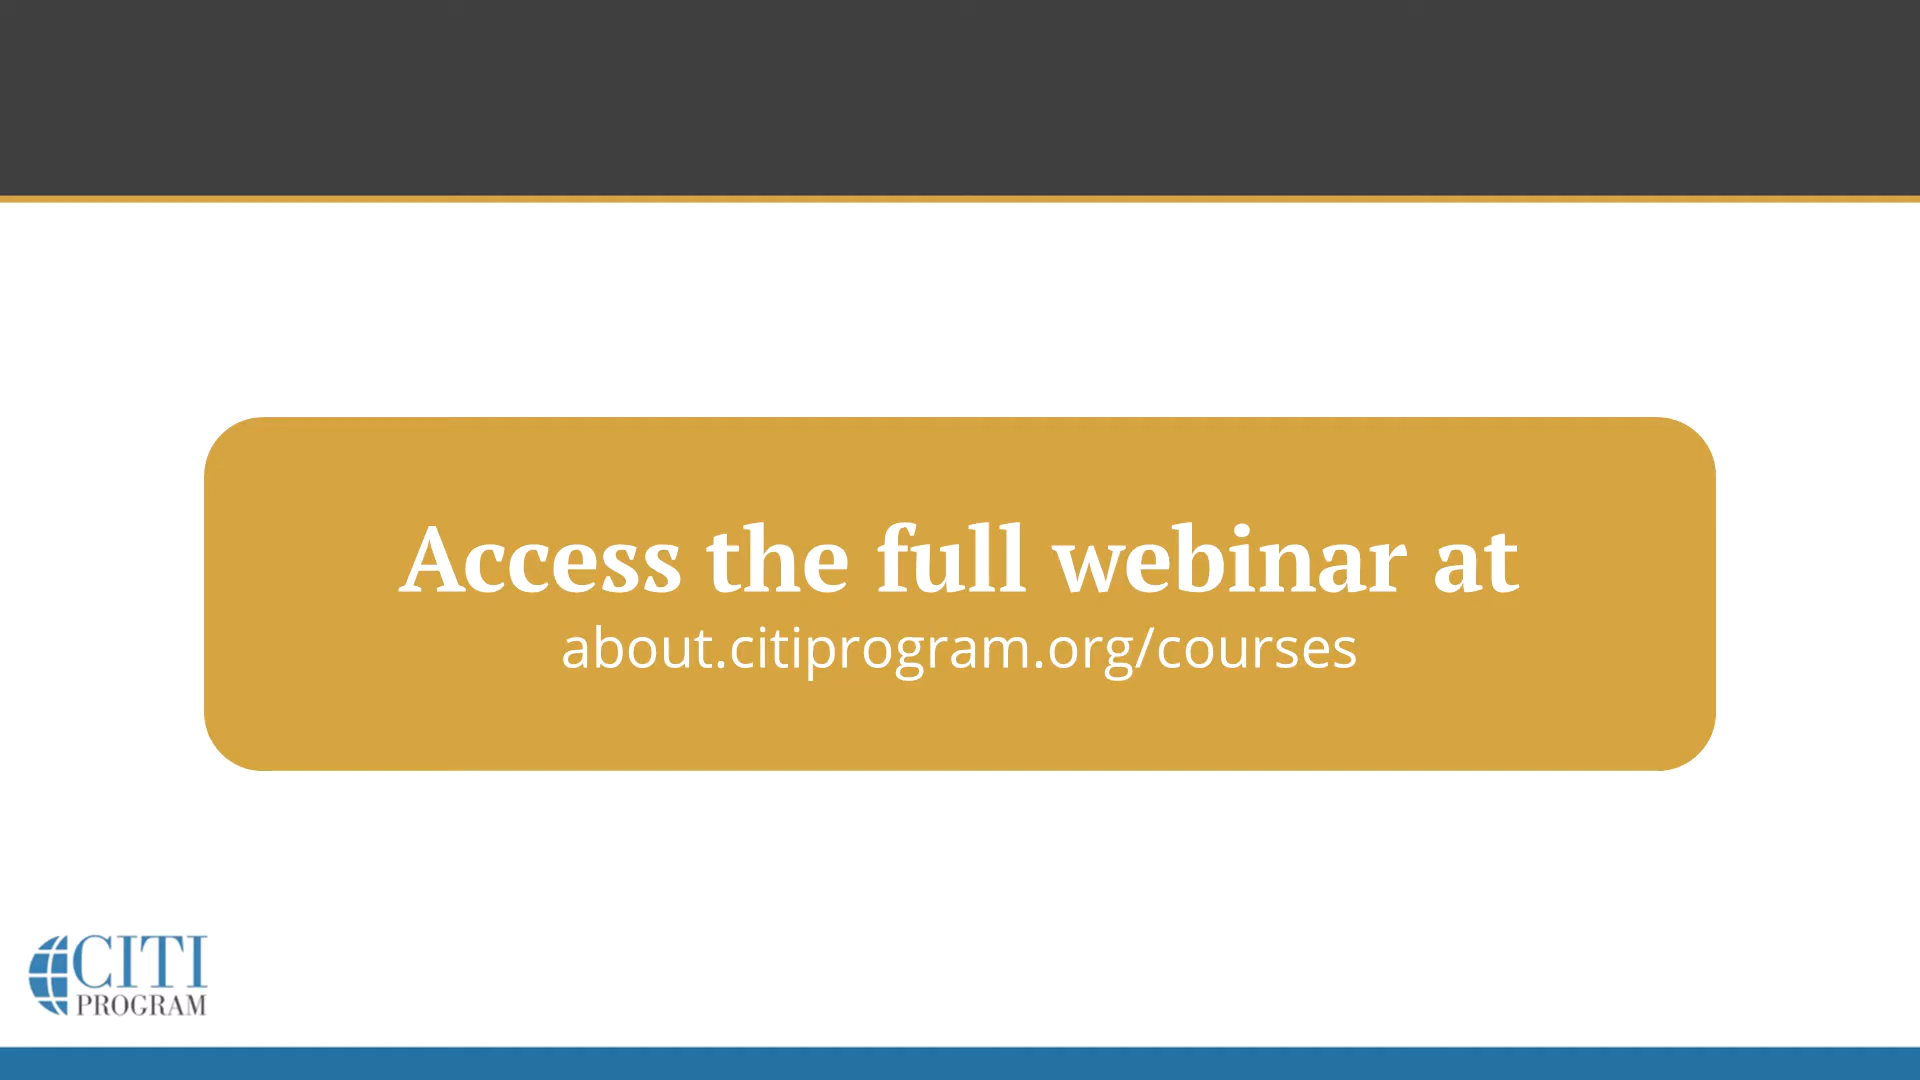 Access the full webinar at
about.citiprogram.org/courses
CITI
PROGRAM